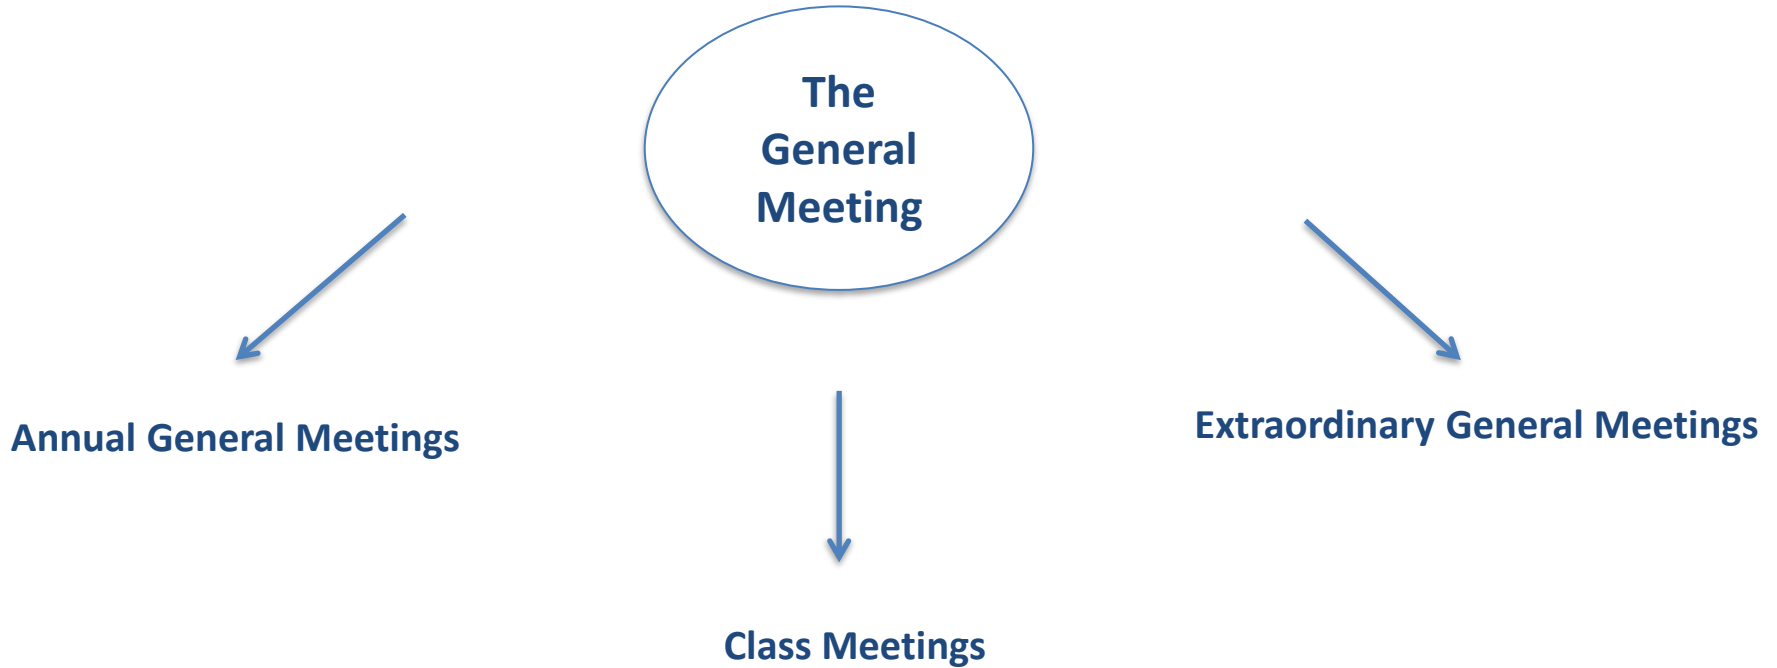 The
General
Meeting
Annual General Meetings
Extraordinary General Meetings
Class Meetings